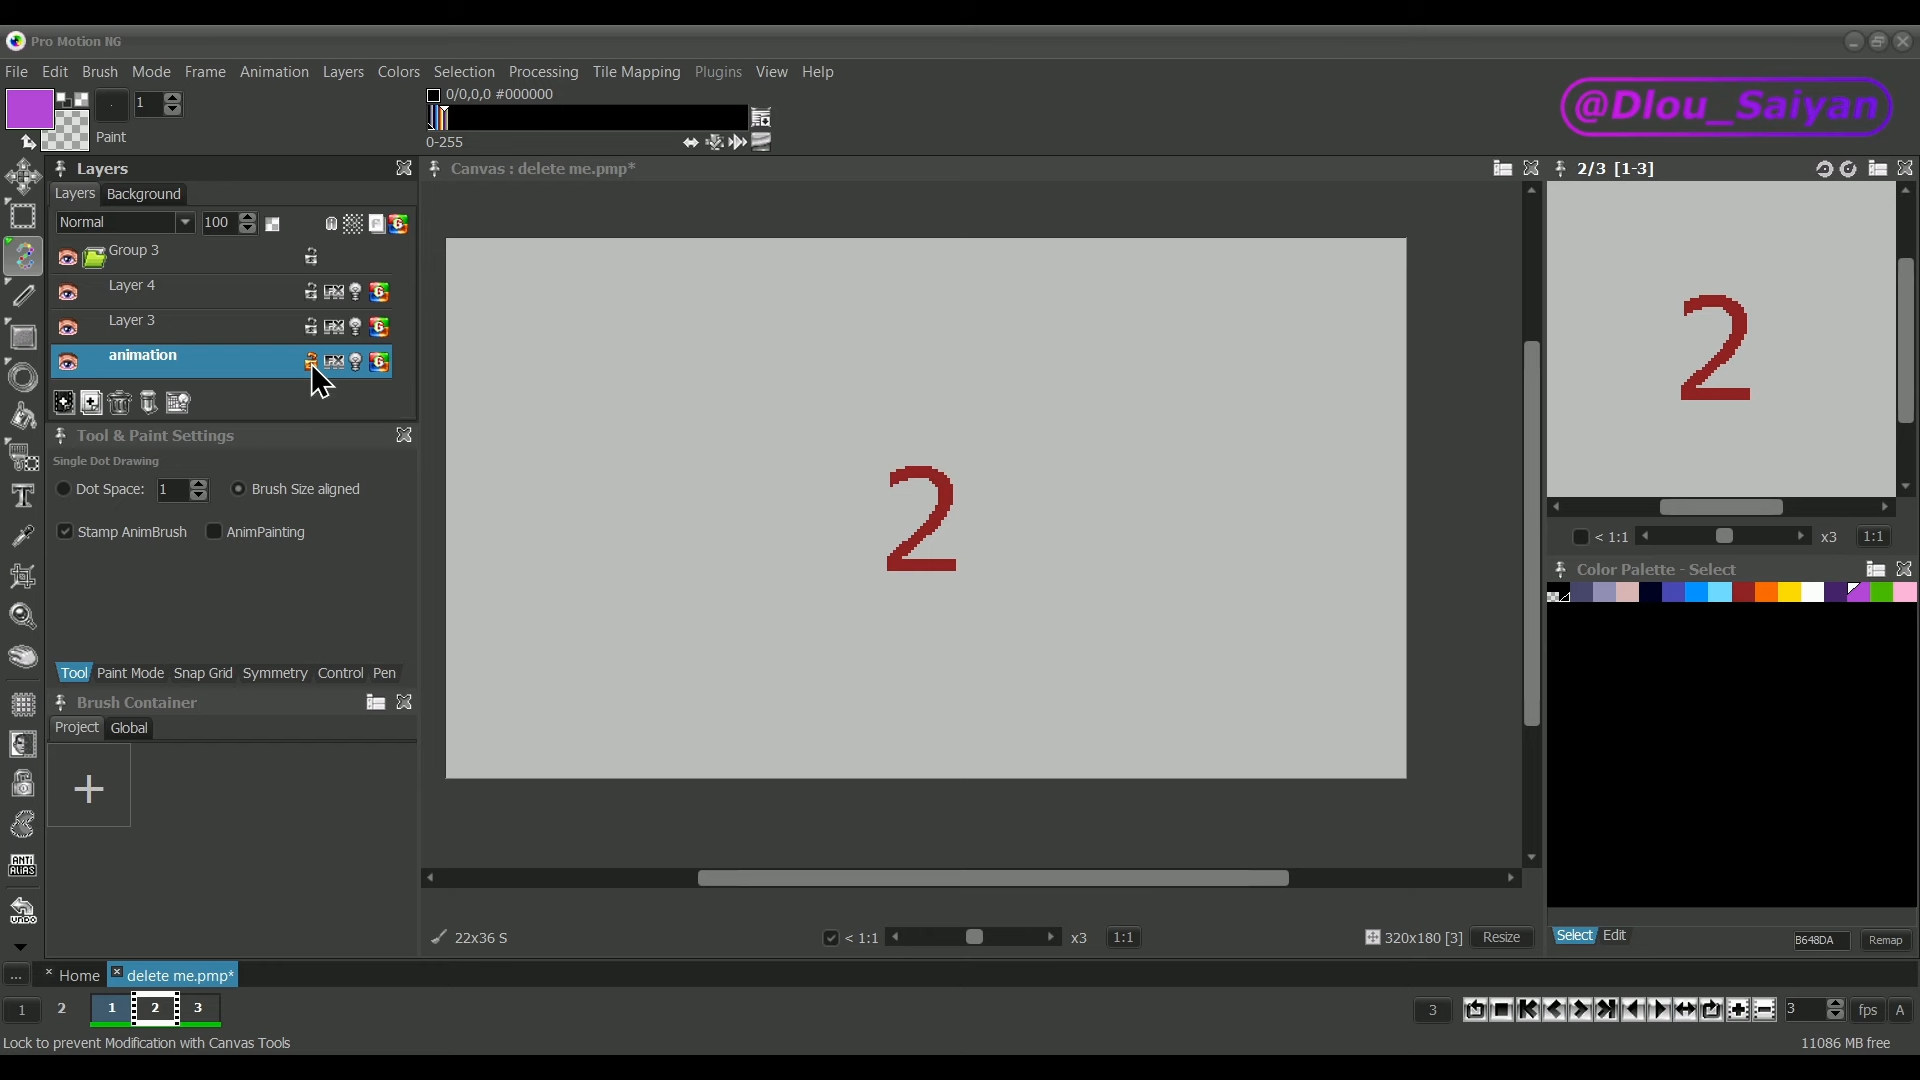 Pro Motion NG
File Edit Brush Mode Frame Animation Layers Colors Selection Processing Tile Mapping Plugins View Help
1
Paint
0/0,0,0 #000000
0-255
@Dlou_Saiyan
Layers
Layers Background
Normal 100
Group 3
Layer 4 FX
Layer 3 FX
animation FX
Tool & Paint Settings
Single Dot Drawing
Dot Space: 1 Brush Size aligned
Stamp AnimBrush AnimPainting
Tool Paint Mode Snap Grid Symmetry Control Pen
Brush Container
Project Global
+
ANTI
ALIAS
UNDO
Canvas : delete me.pmp*
2
22x36 S < 1:1 x3 1:1 320x180 [3] Resize
2/3 [1-3]
2
< 1:1 x3 1:1
Color Palette - Select
Select Edit B648DA Remap
... Home delete me.pmp*
1 2 1 2 3 3 3 fps A
Lock to prevent Modification with Canvas Tools 11086 MB free